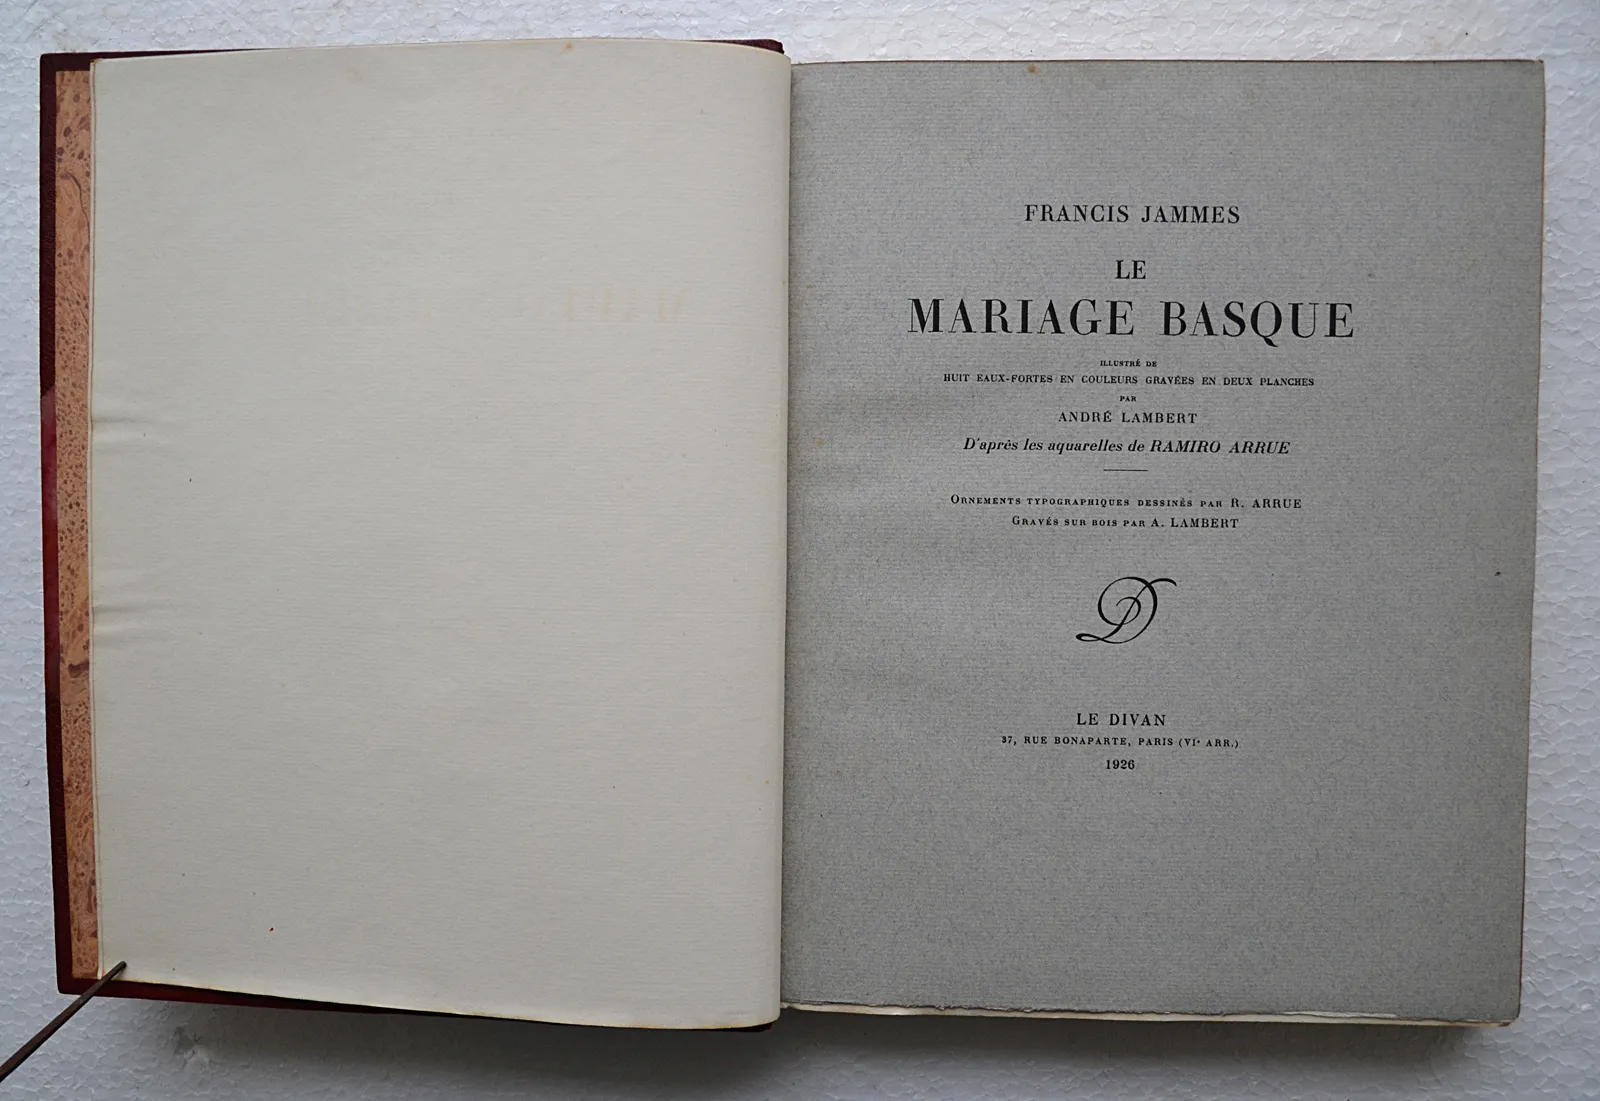 FRANCIS JAMMES
LE
MARIAGE BASQUE
ILLUSTRÉ DE
HUIT EAUX-FORTES EN COULEURS GRAVÉES EN DEUX PLANCHES
PAR
ANDRÉ LAMBERT
D'après les aquarelles de RAMIRO ARRUE
ORNEMENTS TYPOGRAPHIQUES DESSINÉS PAR R. ARRUE
GRAVÉS SUR BOIS PAR A. LAMBERT
D
LE DIVAN
37, RUE BONAPARTE, PARIS (VIe ARR.)
1926